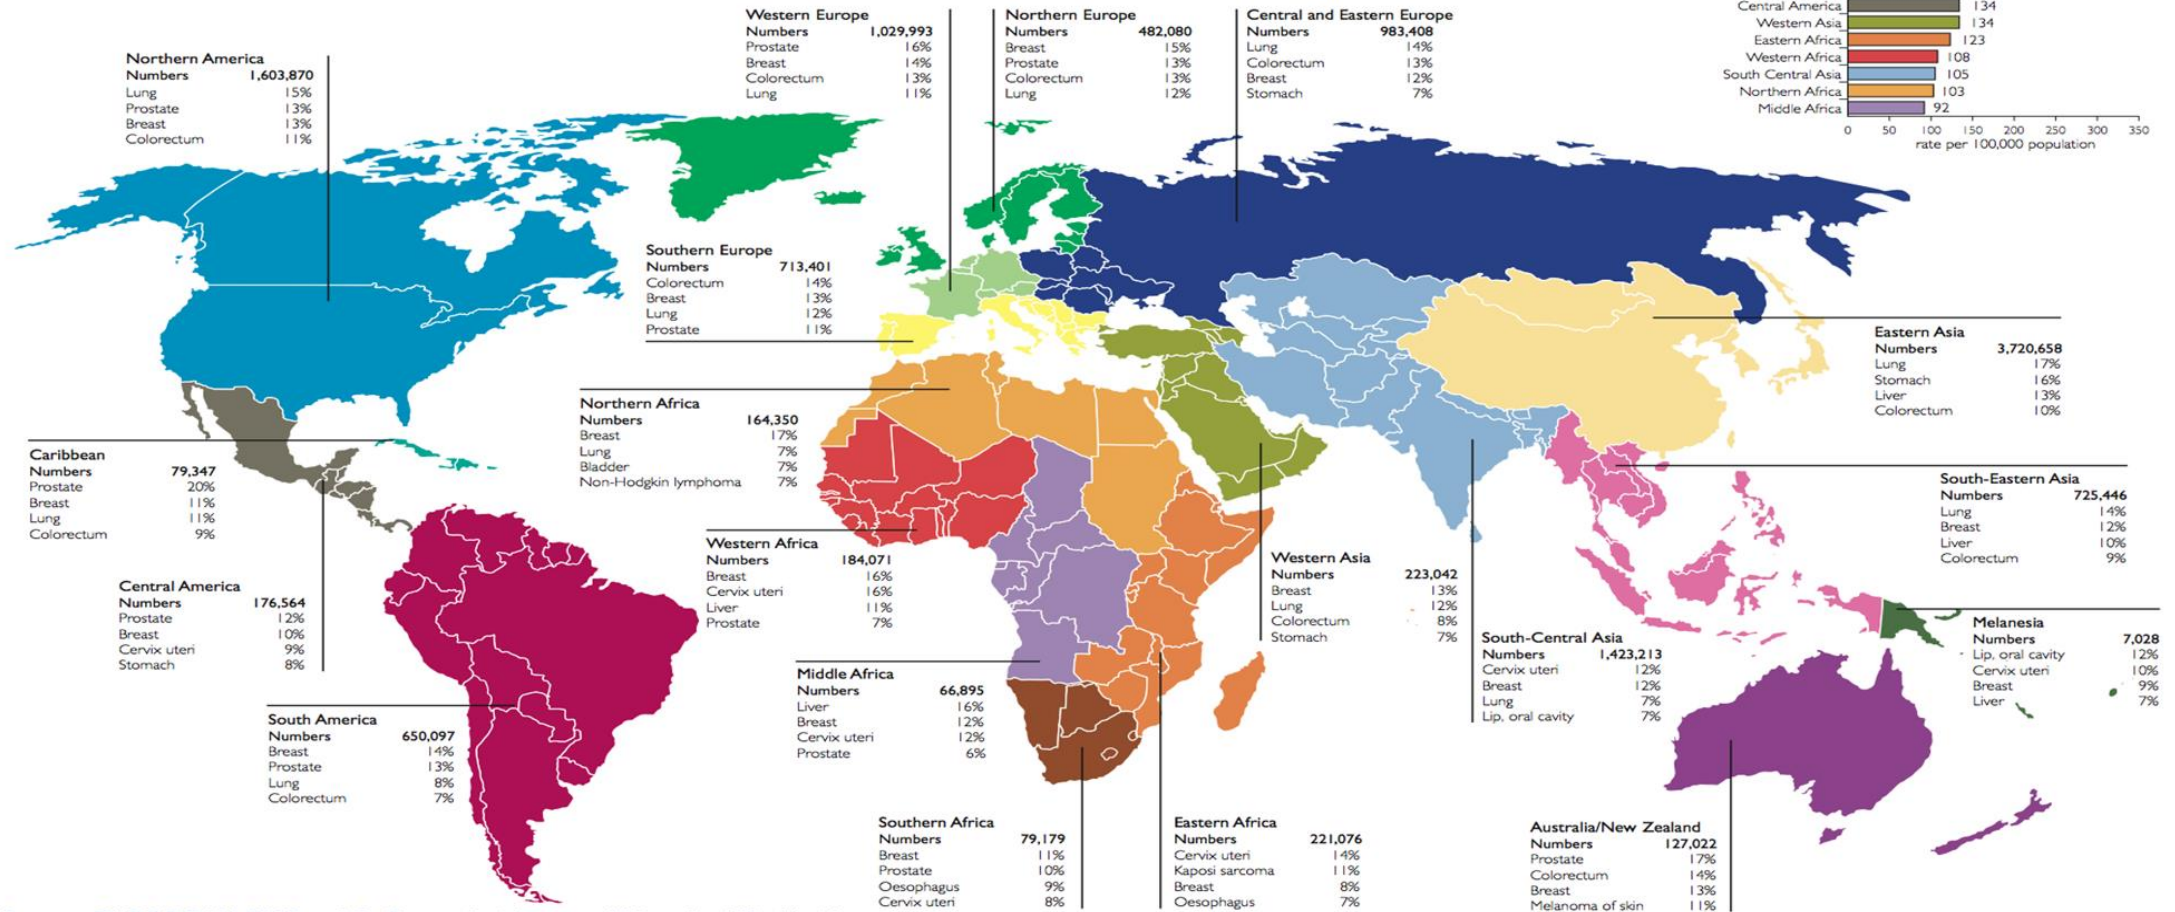 Northern America
Numbers 1,603,870
Lung 15%
Prostate 13%
Breast 13%
Colorectum 11%
Western Europe
Numbers 1,029,993
Prostate 16%
Breast 14%
Colorectum 13%
Lung 11%
Northern Europe
Numbers 482,080
Breast 15%
Prostate 13%
Colorectum 13%
Lung 12%
Central and Eastern Europe
Numbers 983,408
Lung 14%
Colorectum 13%
Breast 12%
Stomach 7%
Central America 134
Western Asia 134
Eastern Africa 123
Western Africa 108
South Central Asia 105
Northern Africa 103
Middle Africa 92
0 50 100 150 200 250 300 350
rate per 100,000 population
Southern Europe
Numbers 713,401
Colorectum 14%
Breast 13%
Lung 12%
Prostate 11%
Eastern Asia
Numbers 3,720,658
Lung 17%
Stomach 16%
Liver 13%
Colorectum 10%
Northern Africa
Numbers 164,350
Breast 17%
Lung 7%
Bladder 7%
Non-Hodgkin lymphoma 7%
Caribbean
Numbers 79,347
Prostate 20%
Breast 11%
Lung 11%
Colorectum 9%
South-Eastern Asia
Numbers 725,446
Lung 14%
Breast 12%
Liver 10%
Colorectum 9%
Western Africa
Numbers 184,071
Breast 16%
Cervix uteri 16%
Liver 11%
Prostate 7%
Western Asia
Numbers 223,042
Breast 13%
Lung 12%
Colorectum 8%
Stomach 7%
Central America
Numbers 176,564
Prostate 12%
Breast 10%
Cervix uteri 9%
Stomach 8%
South-Central Asia
Numbers 1,423,213
Cervix uteri 12%
Breast 12%
Lung 7%
Lip, oral cavity 7%
Melanesia
Numbers 7,028
Lip, oral cavity 12%
Cervix uteri 10%
Breast 9%
Liver 7%
Middle Africa
Numbers 66,895
Liver 16%
Breast 12%
Cervix uteri 12%
Prostate 6%
South America
Numbers 650,097
Breast 14%
Prostate 13%
Lung 8%
Colorectum 7%
Southern Africa
Numbers 79,179
Breast 11%
Prostate 10%
Oesophagus 9%
Cervix uteri 8%
Eastern Africa
Numbers 221,076
Cervix uteri 14%
Kaposi sarcoma 11%
Breast 8%
Oesophagus 7%
Australia/New Zealand
Numbers 127,022
Prostate 17%
Colorectum 14%
Breast 13%
Melanoma of skin 11%